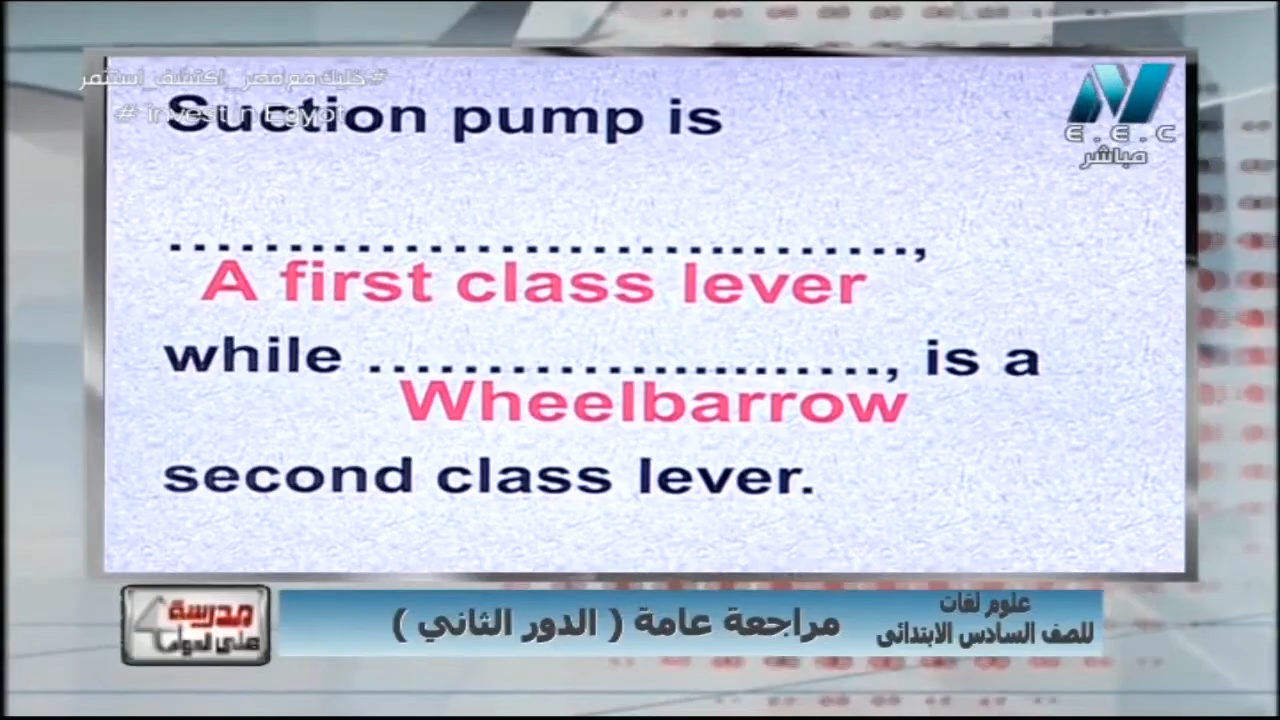 #خليك_مع_مصر_إكتشف_إستثمر
# invest in Egypt
Suction pump is
................................,
A first class lever
while ......................, is a
Wheelbarrow
second class lever.
E.E.C
مباشر
علوم لغات
للصف السادس الابتدائى
مراجعة عامة ( الدور الثاني )
مدرسة
على الهواء